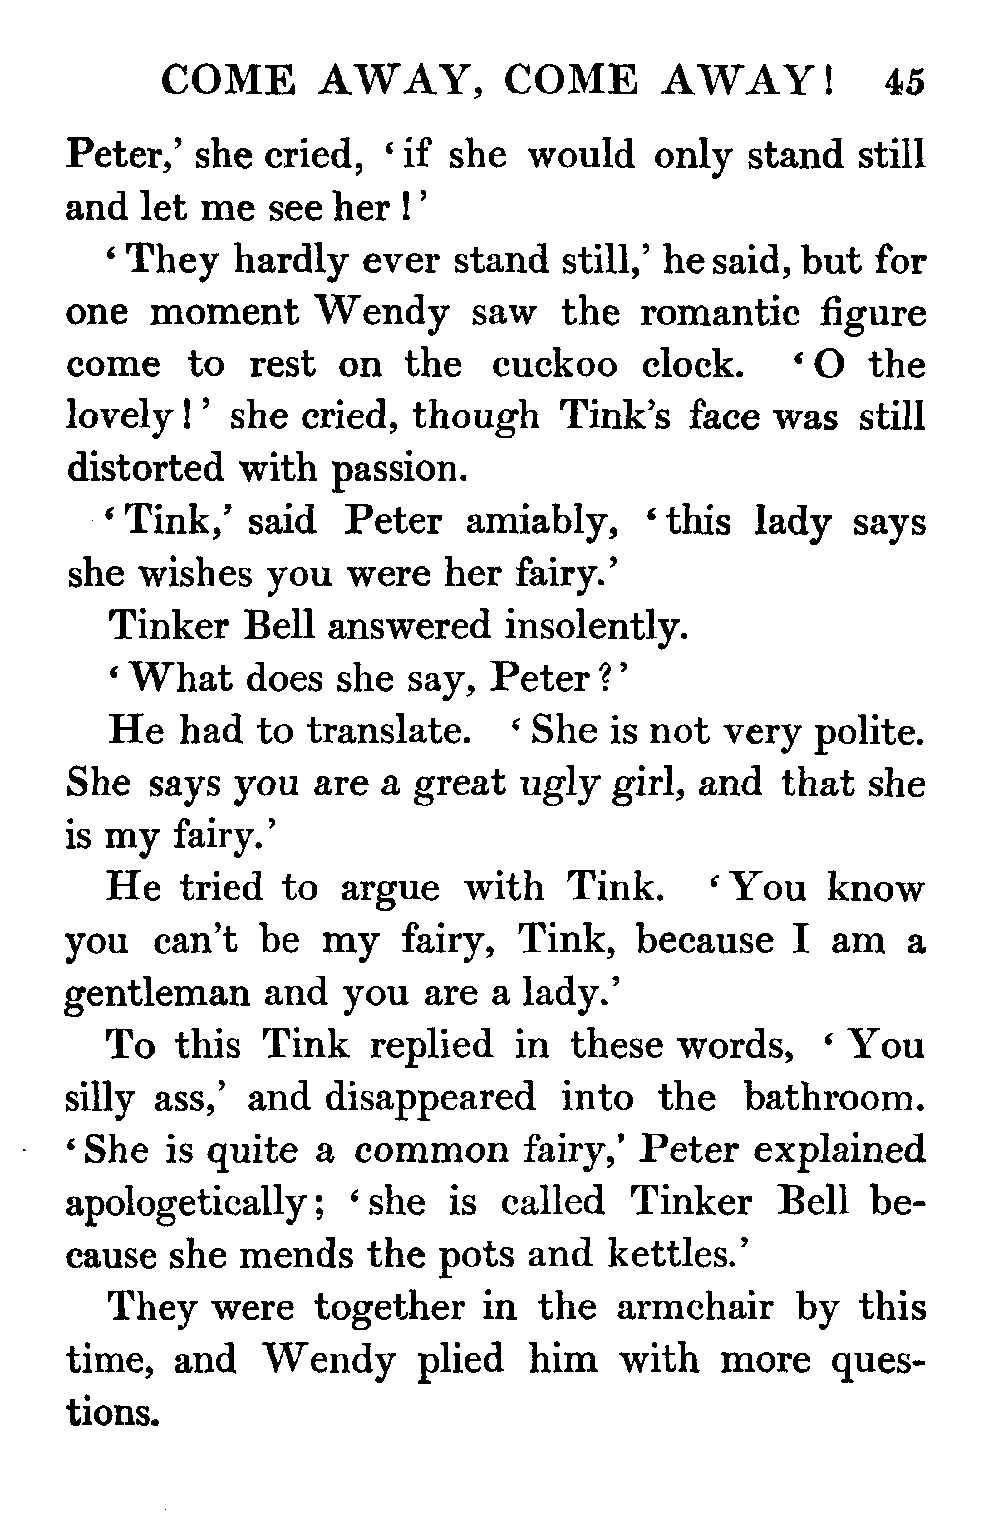 COME AWAY, COME AWAY! 45
Peter,' she cried, ‘if she would only stand still
and let me see her!’
‘They hardly ever stand still,’ he said, but for
one moment Wendy saw the romantic figure
come to rest on the cuckoo clock. ‘O the
lovely!’ she cried, though Tink’s face was still
distorted with passion.
‘Tink,’ said Peter amiably, ‘this lady says
she wishes you were her fairy.’
Tinker Bell answered insolently.
‘What does she say, Peter?’
He had to translate. ‘She is not very polite.
She says you are a great ugly girl, and that she
is my fairy.’
He tried to argue with Tink. ‘You know
you can’t be my fairy, Tink, because I am a
gentleman and you are a lady.’
To this Tink replied in these words, ‘You
silly ass,’ and disappeared into the bathroom.
‘She is quite a common fairy,’ Peter explained
apologetically; ‘she is called Tinker Bell be-
cause she mends the pots and kettles.’
They were together in the armchair by this
time, and Wendy plied him with more ques-
tions.